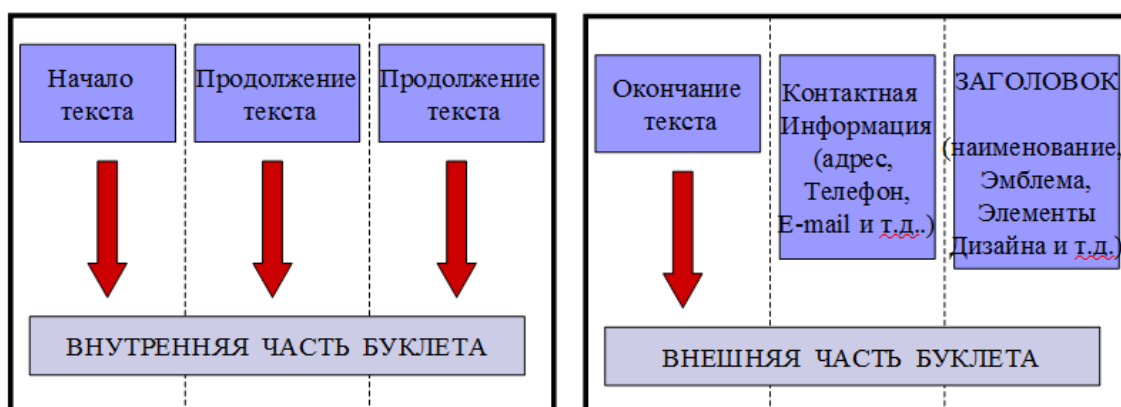 Начало
текста
Продолжение
текста
Продолжение
текста
ВНУТРЕННЯЯ ЧАСТЬ БУКЛЕТА
Окончание
текста
Контактная
Информация
(адрес,
Телефон,
E-mail и т.д..)
ЗАГОЛОВОК
(наименование,
Эмблема,
Элементы
Дизайна и т.д.)
ВНЕШНЯЯ ЧАСТЬ БУКЛЕТА